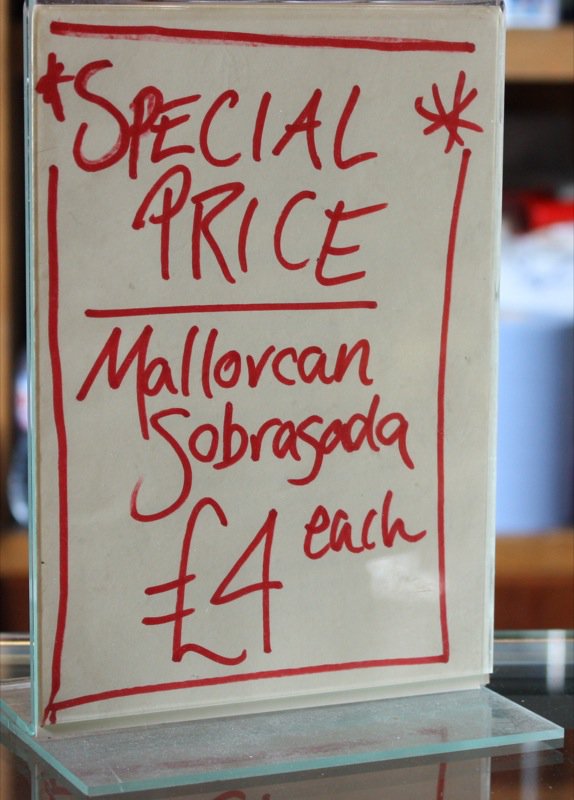 *SPECIAL *
PRICE
Mallorcan
Sobrasada
£4 each